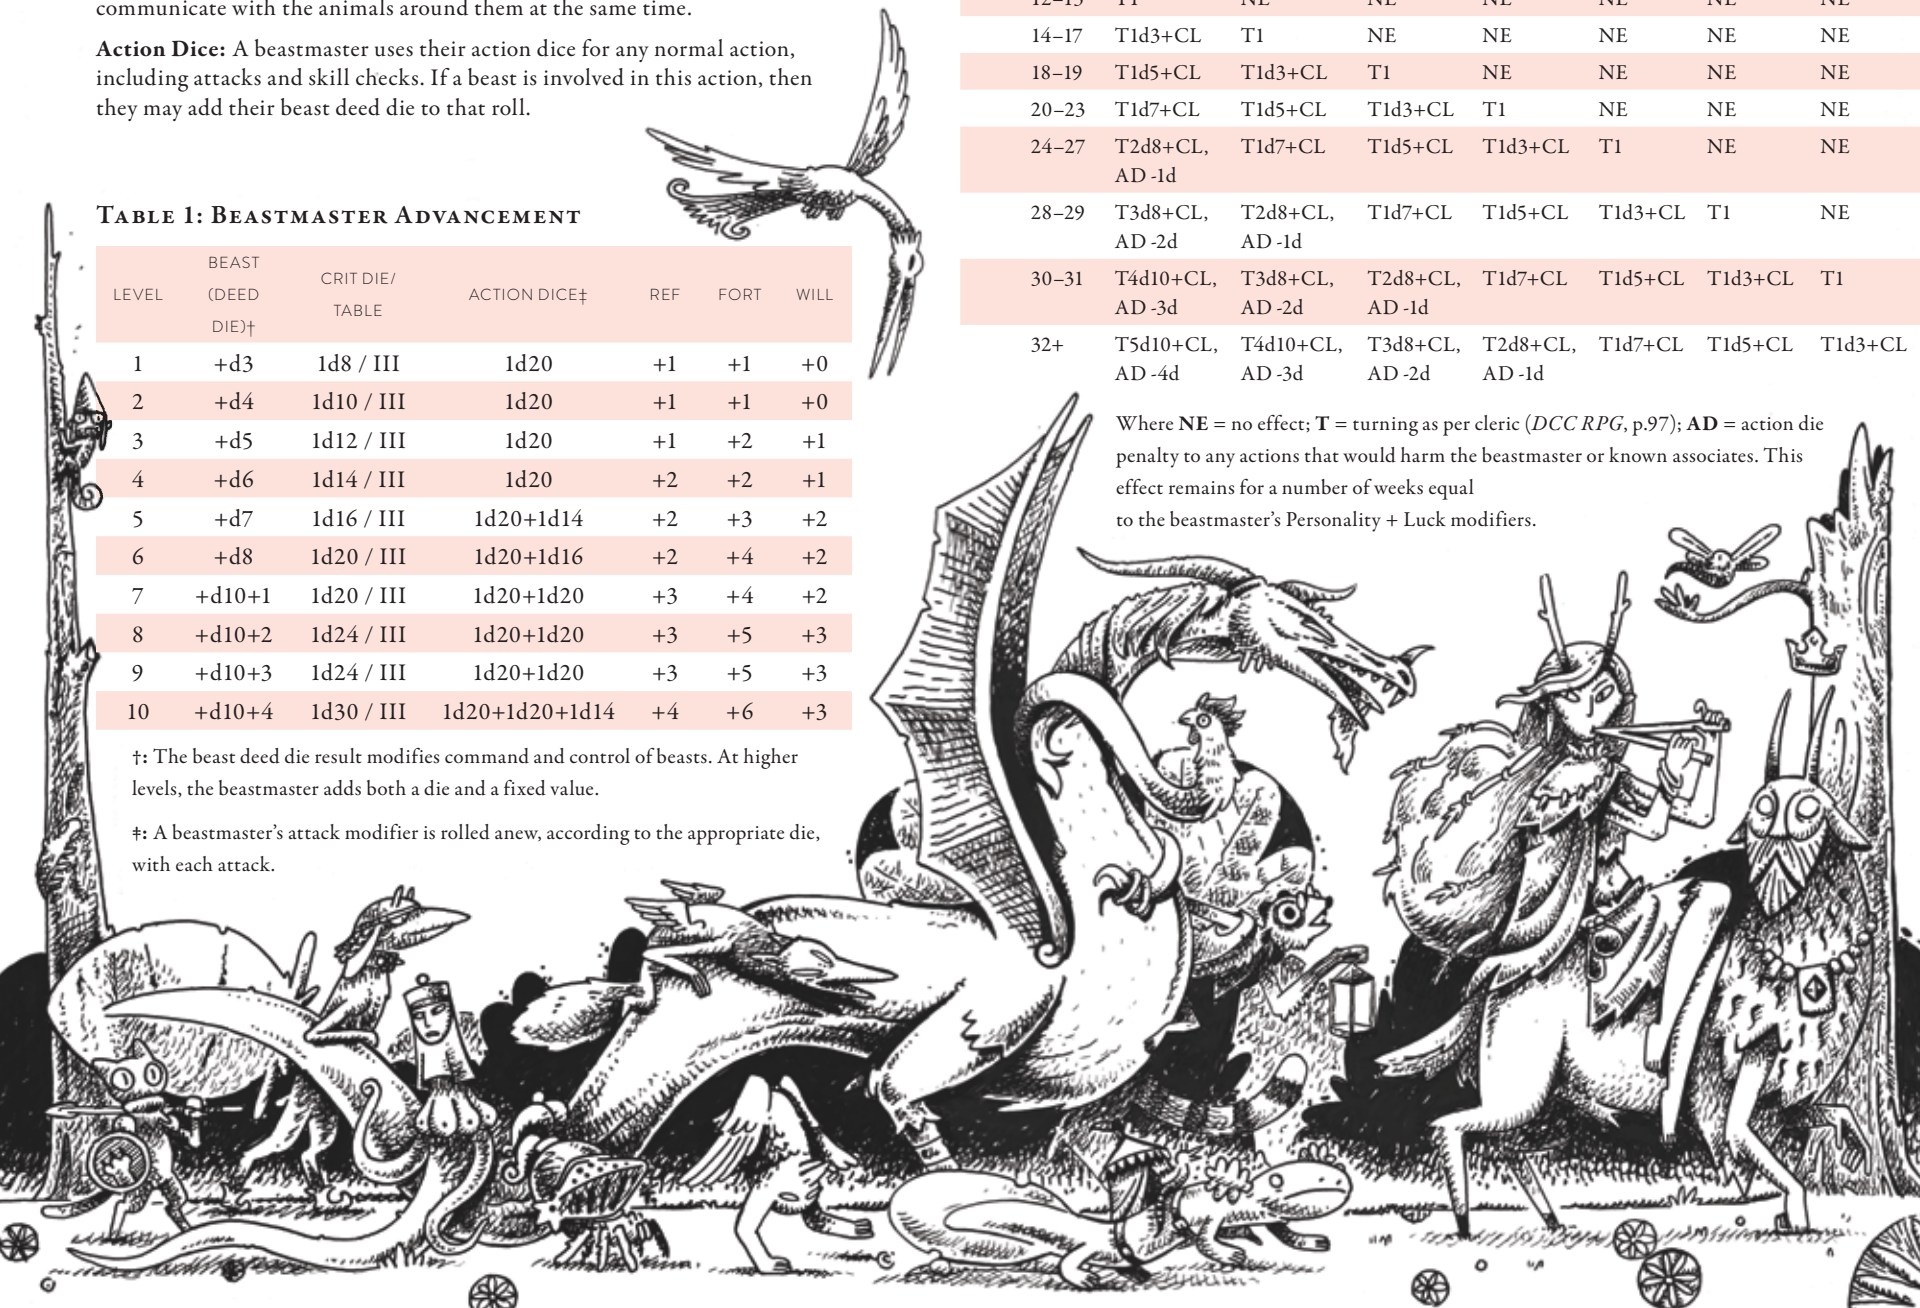 communicate with the animals around them at the same time.
Action Dice: A beastmaster uses their action dice for any normal action,
including attacks and skill checks. If a beast is involved in this action, then
they may add their beast deed die to that roll.
TABLE 1: BEASTMASTER ADVANCEMENT
LEVEL BEAST (DEED DIE)† CRIT DIE/ TABLE ACTION DICE‡ REF FORT WILL
1 +d3 1d8 / III 1d20 +1 +1 +0
2 +d4 1d10 / III 1d20 +1 +1 +0
3 +d5 1d12 / III 1d20 +1 +2 +1
4 +d6 1d14 / III 1d20 +2 +2 +1
5 +d7 1d16 / III 1d20+1d14 +2 +3 +2
6 +d8 1d20 / III 1d20+1d16 +2 +4 +2
7 +d10+1 1d20 / III 1d20+1d20 +3 +4 +2
8 +d10+2 1d24 / III 1d20+1d20 +3 +5 +3
9 +d10+3 1d24 / III 1d20+1d20 +3 +5 +3
10 +d10+4 1d30 / III 1d20+1d20+1d14 +4 +6 +3
†: The beast deed die result modifies command and control of beasts. At higher
levels, the beastmaster adds both a die and a fixed value.
‡: A beastmaster's attack modifier is rolled anew, according to the appropriate die,
with each attack.
14–17 T1d3+CL T1 NE NE NE NE NE
18–19 T1d5+CL T1d3+CL T1 NE NE NE NE
20–23 T1d7+CL T1d5+CL T1d3+CL T1 NE NE NE
24–27 T2d8+CL, T1d7+CL T1d5+CL T1d3+CL T1 NE NE
AD -1d
28–29 T3d8+CL, T2d8+CL, T1d7+CL T1d5+CL T1d3+CL T1 NE
AD -2d AD -1d
30–31 T4d10+CL, T3d8+CL, T2d8+CL, T1d7+CL T1d5+CL T1d3+CL T1
AD -3d AD -2d AD -1d
32+ T5d10+CL, T4d10+CL, T3d8+CL, T2d8+CL, T1d7+CL T1d5+CL T1d3+CL
AD -4d AD -3d AD -2d AD -1d
Where NE = no effect; T = turning as per cleric (DCC RPG, p.97); AD = action die
penalty to any actions that would harm the beastmaster or known associates. This
effect remains for a number of weeks equal
to the beastmaster's Personality + Luck modifiers.